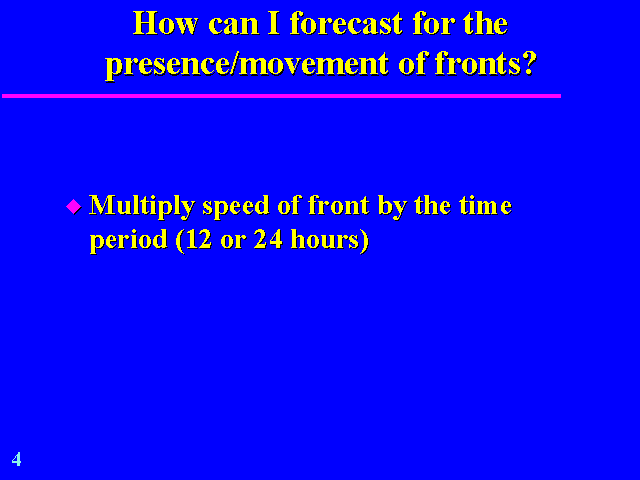 How can I forecast for the
presence/movement of fronts?
Multiply speed of front by the time
period (12 or 24 hours)
4